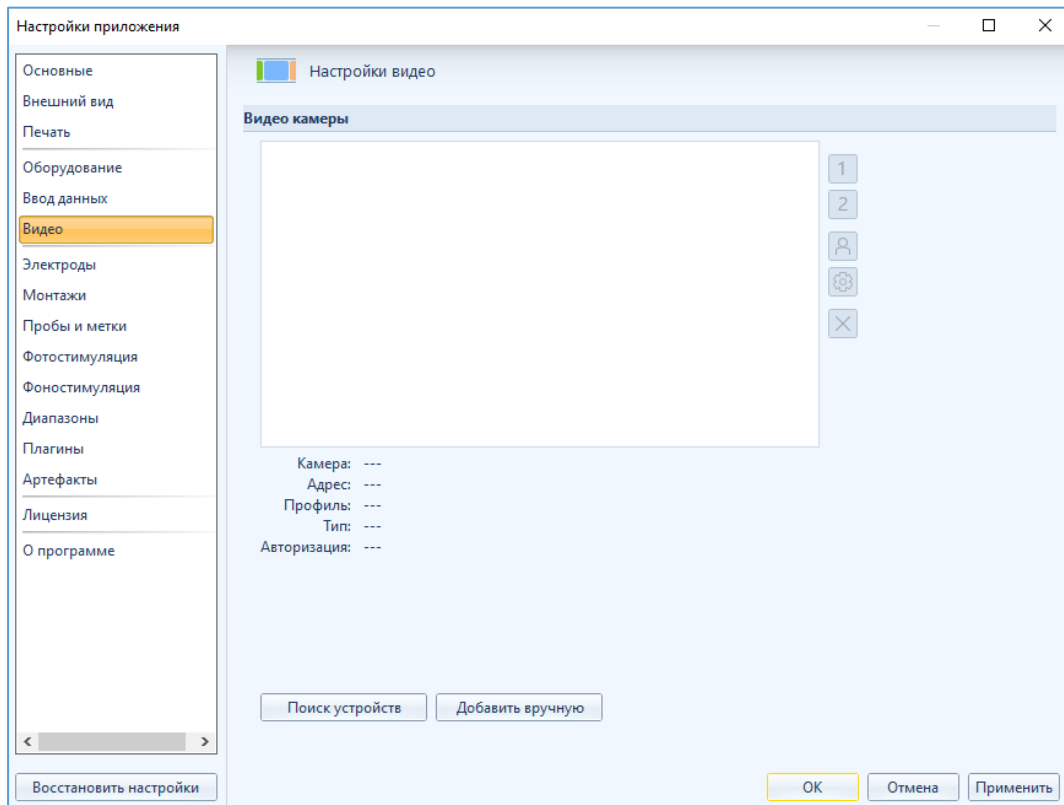 Настройки приложения
Основные
Внешний вид
Печать
Оборудование
Ввод данных
Видео
Электроды
Монтажи
Пробы и метки
Фотостимуляция
Фоностимуляция
Диапазоны
Плагины
Артефакты
Лицензия
О программе
Восстановить настройки
Настройки видео
Видео камеры
1
2
Камера: ---
Адрес: ---
Профиль: ---
Тип: ---
Авторизация: ---
Поиск устройств Добавить вручную
ОК Отмена Применить